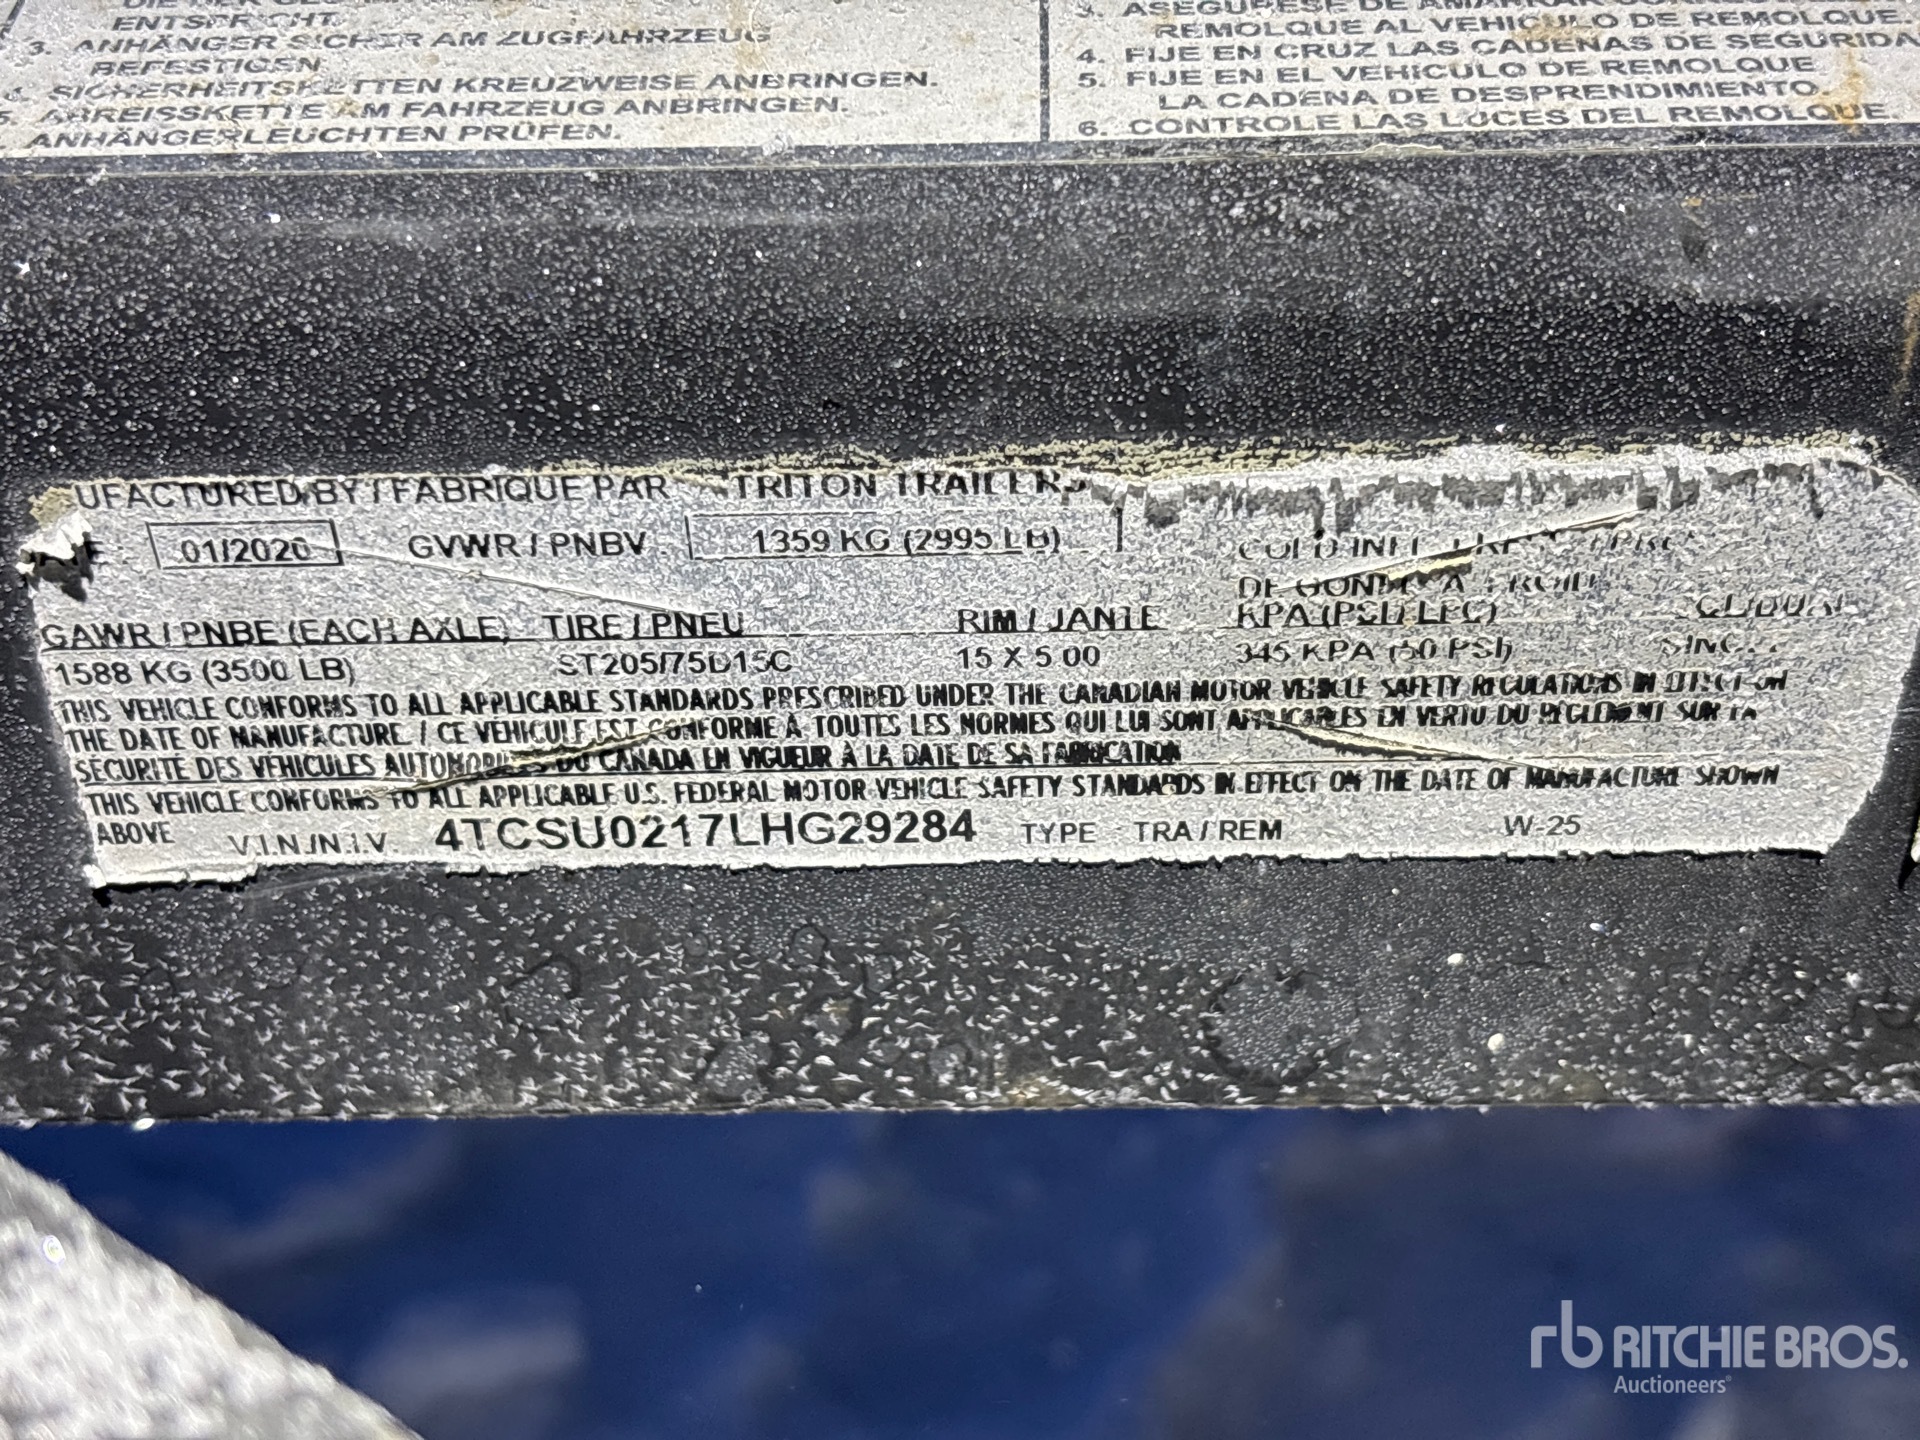 ENTSPRICHT.
3. ANHÄNGER SICHER AM ZUGFAHRZEUG
BEFESTIGEN
SICHERHEITSKETTEN KREUZWEISE ANBRINGEN.
5. ABREISSKETTE AM FAHRZEUG ANBRINGEN.
ANHÄNGERLEUCHTEN PRÜFEN.
3. ASEGURESE DE
REMOLQUE AL VEHICULO DE REMOLQUE.
4. FIJE EN CRUZ LAS CADENAS DE SEGURIDA
5. FIJE EN EL VEHICULO DE REMOLQUE
LA CADENA DE DESPRENDIMIENTO.
6. CONTROLE LAS LUCES DEL REMOLQUE.
UFACTURED BY / FABRIQUE PAR TRITON TRAILERS
01/2020 GVWR / PNBV 1359 KG (2995 LB)
GAWR / PNBE (EACH AXLE) TIRE / PNEU RIM / JANTE KPA (PSI / LPC)
1588 KG (3500 LB) ST205/75D15C 15 X 5.00 345 KPA (50 PSI)
THIS VEHICLE CONFORMS TO ALL APPLICABLE STANDARDS PRESCRIBED UNDER THE CANADIAN MOTOR VEHICLE SAFETY REGULATIONS IN EFFECT ON
THE DATE OF MANUFACTURE / CE VÉHICULE EST CONFORME À TOUTES LES NORMES QUI LUI SONT APPLICABLES EN VERTU DU RÈGLEMENT SUR LA
SÉCURITÉ DES VÉHICULES AUTOMOBILES DU CANADA EN VIGUEUR À LA DATE DE SA FABRICATION
THIS VEHICLE CONFORMS TO ALL APPLICABLE U.S. FEDERAL MOTOR VEHICLE SAFETY STANDARDS IN EFFECT ON THE DATE OF MANUFACTURE SHOWN
ABOVE V.I.N./N.I.V. 4TCSU0217LHG29284 TYPE TRA / REM W-25
rb RITCHIE BROS.
Auctioneers